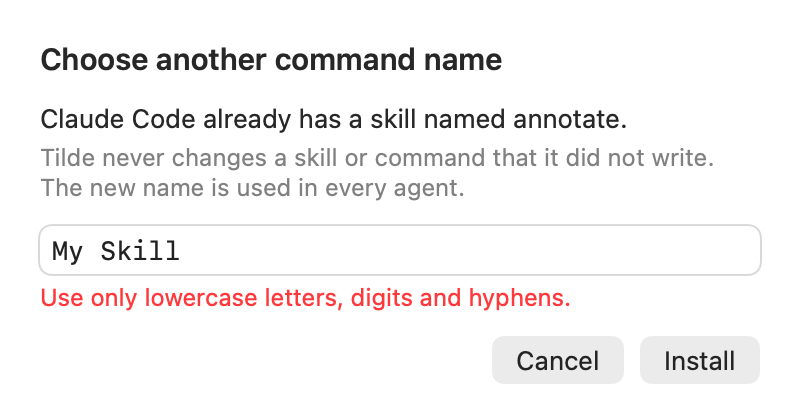 Choose another command name
Claude Code already has a skill named annotate.
Tilde never changes a skill or command that it did not write.
The new name is used in every agent.
My Skill
Use only lowercase letters, digits and hyphens.
Cancel Install